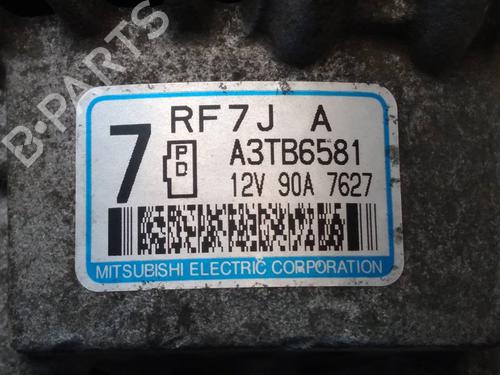 B-PARTS
RF7J A
7
P
D
A3TB6581
12V 90A 7627
MITSUBISHI ELECTRIC CORPORATION